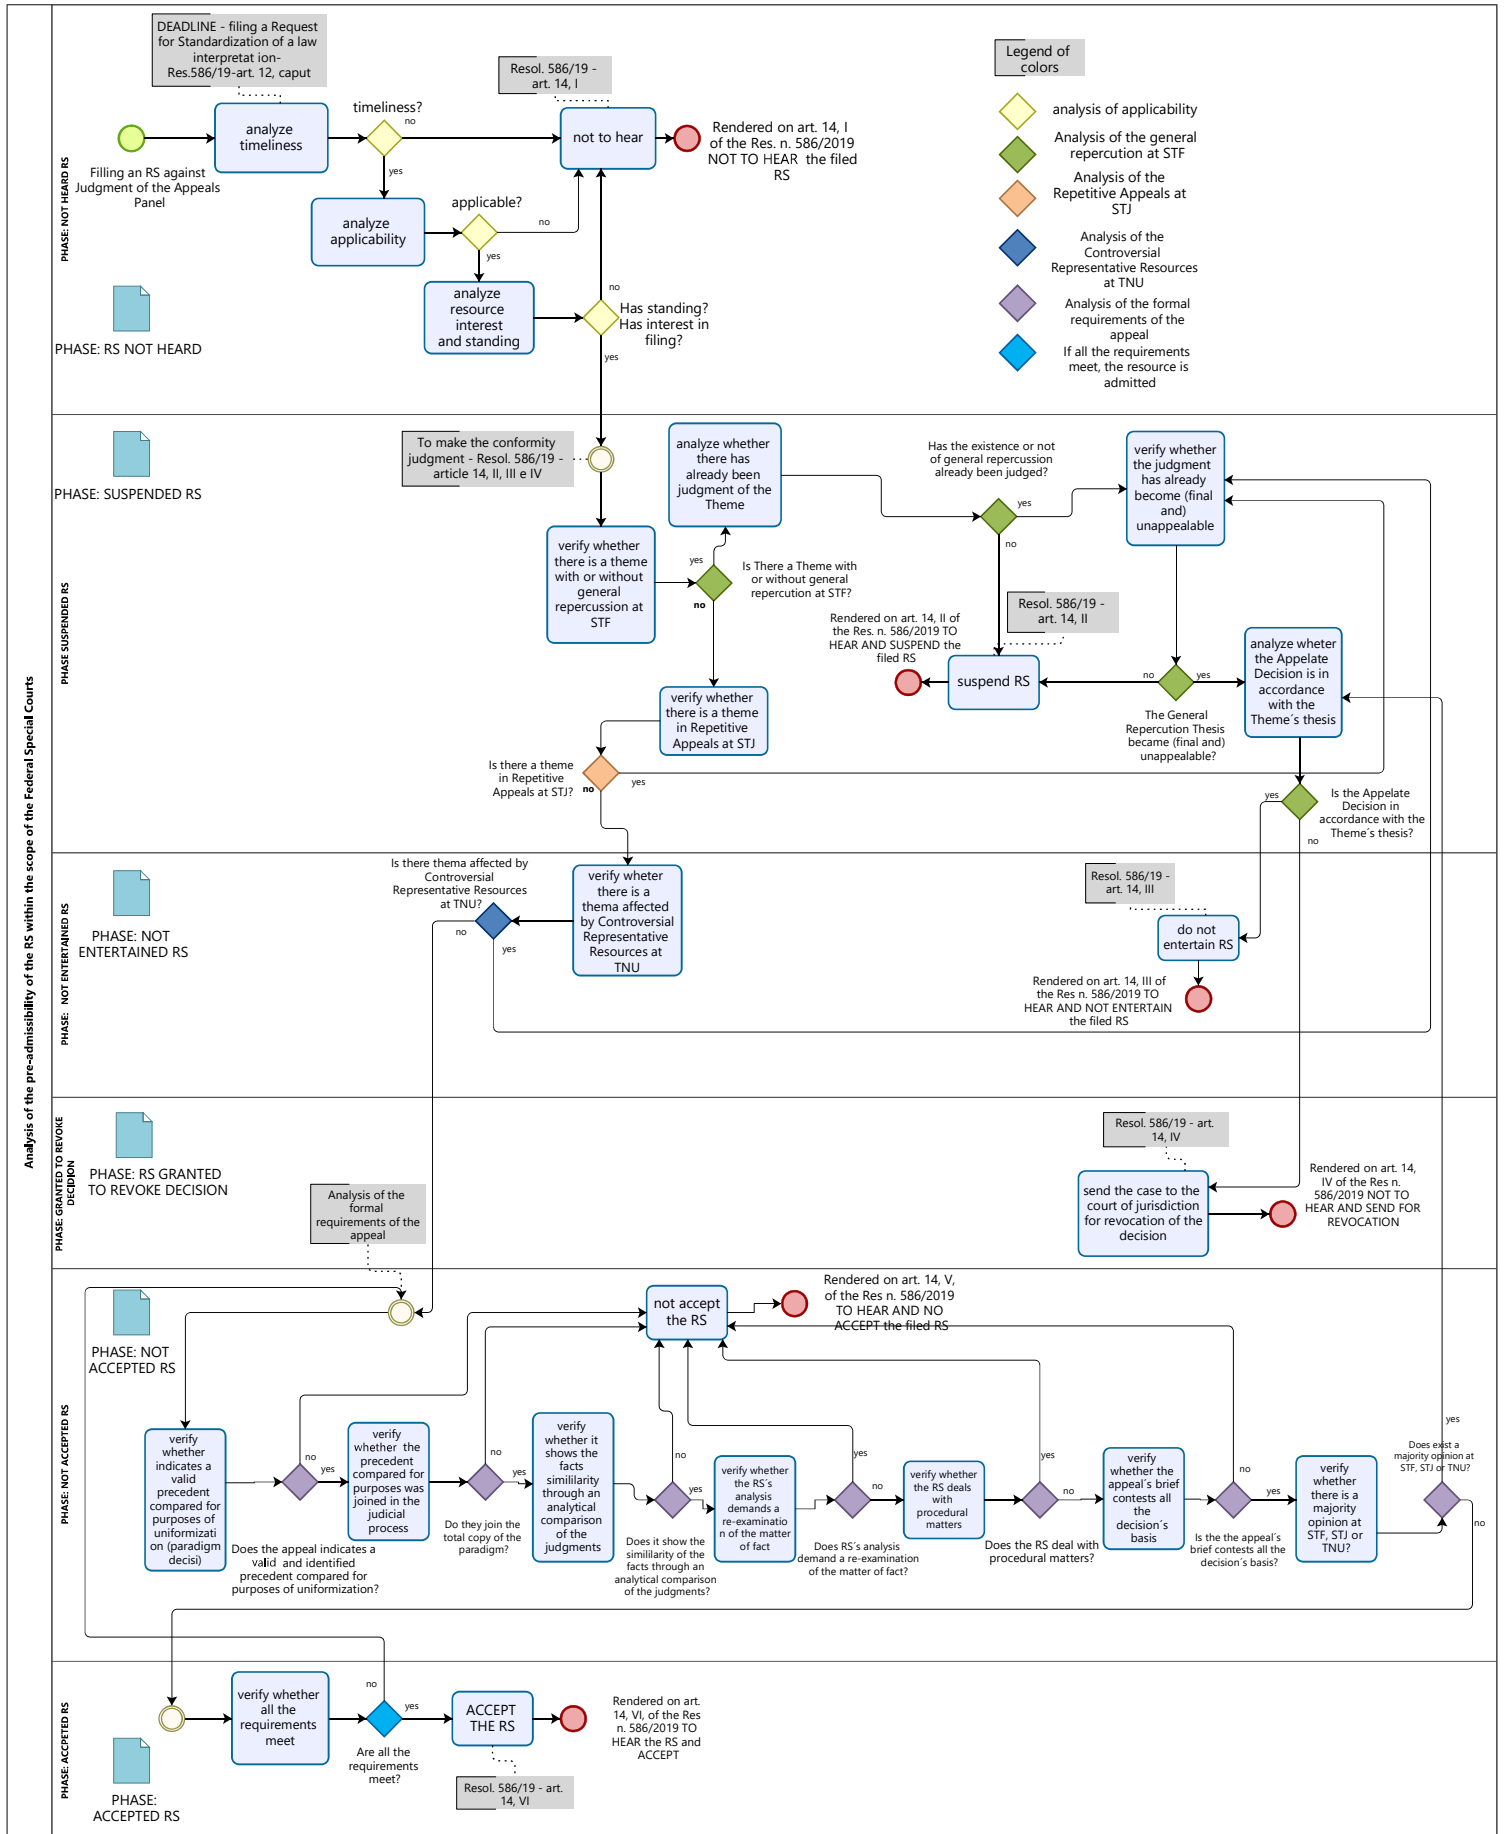 Analysis of the pre-admissibility of the RS within the scope of the Federal Special Courts
PHASE: NOT HEARD RS
DEADLINE - filing a Request
for Standardization of a law
interpretat ion-
Res.586/19-art. 12, caput
Resol. 586/19 -
art. 14, I
Legend of
colors
analysis of applicability
Analysis of the general
repercution at STF
Analysis of the
Repetitive Appeals at
STJ
Analysis of the
Controversial
Representative Resources
at TNU
Analysis of the formal
requirements of the
appeal
If all the requirements
meet, the resource is
admitted
timeliness?
no
yes
analyze
timeliness
not to hear
Rendered on art. 14, I
of the Res. n. 586/2019
NOT TO HEAR the filed
RS
Filling an RS against
Judgment of the Appeals
Panel
analyze
applicability
applicable?
no
yes
analyze
resource
interest
and standing
no
Has standing?
Has interest in
filing?
yes
PHASE: RS NOT HEARD
PHASE SUSPENDED RS
PHASE: SUSPENDED RS
To make the conformity
judgment - Resol. 586/19 -
article 14, II, III e IV
analyze whether
there has
already been
judgment of the
Theme
Has the existence or not
of general repercussion
already been judged?
yes
no
verify whether
the judgment
has already
become (final
and)
unappealable
verify whether
there is a theme
with or without
general
repercussion at
STF
yes
no
Is There a Theme with
or without general
repercution at STF?
Resol. 586/19 -
art. 14, II
Rendered on art. 14, II of
the Res. n. 586/2019 TO
HEAR AND SUSPEND the
filed RS
suspend RS
no
yes
The General
Repercution Thesis
became (final and)
unappealable?
analyze wheter
the Appelate
Decision is in
accordance
with the
Theme´s thesis
verify whether
there is a theme
in Repetitive
Appeals at STJ
Is there a theme
in Repetitive
Appeals at STJ?
no
yes
yes
no
Is the Appelate
Decision in
accordance with the
Theme´s thesis?
PHASE: NOT ENTERTAINED RS
PHASE: NOT
ENTERTAINED RS
Is there thema affected by
Controversial
Representative Resources
at TNU?
no
yes
verify wheter
there is a
thema affected
by Controversial
Representative
Resources at
TNU
Resol. 586/19 -
art. 14, III
do not
entertain RS
Rendered on art. 14, III of
the Res n. 586/2019 TO
HEAR AND NOT ENTERTAIN
the filed RS
PHASE: GRANTED TO REVOKE
DECIDION
PHASE: RS GRANTED
TO REVOKE DECISION
Analysis of the
formal
requirements of the
appeal
Resol. 586/19 - art.
14, IV
send the case to the
court of jurisdiction
for revocation of the
decision
Rendered on art. 14,
IV of the Res n.
586/2019 NOT TO
HEAR AND SEND FOR
REVOCATION
PHASE: NOT ACCEPTED RS
PHASE: NOT
ACCEPTED RS
not accept
the RS
Rendered on art. 14, V,
of the Res n. 586/2019
TO HEAR AND NO
ACCEPT the filed RS
verify
whether
indicates a
valid
precedent
compared for
purposes of
uniformizati
on (paradigm
decisi)
no
yes
Does the appeal indicates a
valid and identified
precedent compared for
purposes of uniformization?
verify
whether the
precedent
compared for
purposes was
joined in the
judicial
process
no
yes
Do they join the
total copy of the
paradigm?
verify
whether it
shows the
facts
simililarity
through an
analytical
comparison
of the
judgments
no
yes
Does it show the
simililarity of the
facts through an
analytical comparison
of the judgments?
verify whether
the RS´s
analysis
demands a
re-examinatio
n of the matter
of fact
yes
no
Does RS´s analysis
demand a re-examination
of the matter of fact?
verify whether
the RS deals
with
procedural
matters
yes
no
Does the RS deal with
procedural matters?
verify
whether the
appeal´s brief
contests all
the
decision´s
basis
no
yes
Is the the appeal´s
brief contests all the
decision´s basis?
verify
whether
there is a
majority
opinion at
STF, STJ or
TNU?
yes
Does exist a
majority opinion at
STF, STJ or TNU?
no
PHASE: ACCPETED RS
PHASE:
ACCEPTED RS
verify whether
all the
requirements
meet
no
yes
Are all the
requirements
meet?
ACCEPT
THE RS
Resol. 586/19 - art.
14, VI
Rendered on art.
14, VI, of the Res
n. 586/2019 TO
HEAR the RS and
ACCEPT